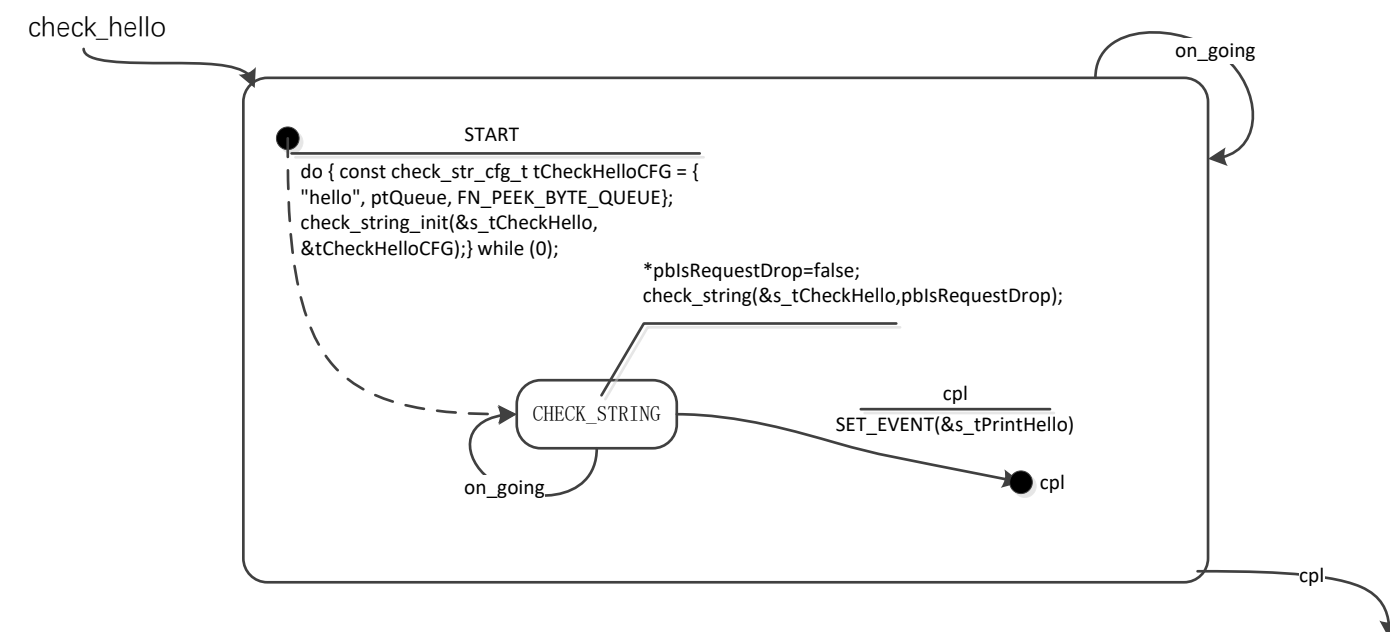 check_hello
on_going
START
do { const check_str_cfg_t tCheckHelloCFG = {
"hello", ptQueue, FN_PEEK_BYTE_QUEUE};
check_string_init(&s_tCheckHello,
&tCheckHelloCFG);} while (0);
*pbIsRequestDrop=false;
check_string(&s_tCheckHello,pbIsRequestDrop);
cpl
SET_EVENT(&s_tPrintHello)
CHECK_STRING
on_going
cpl
cpl